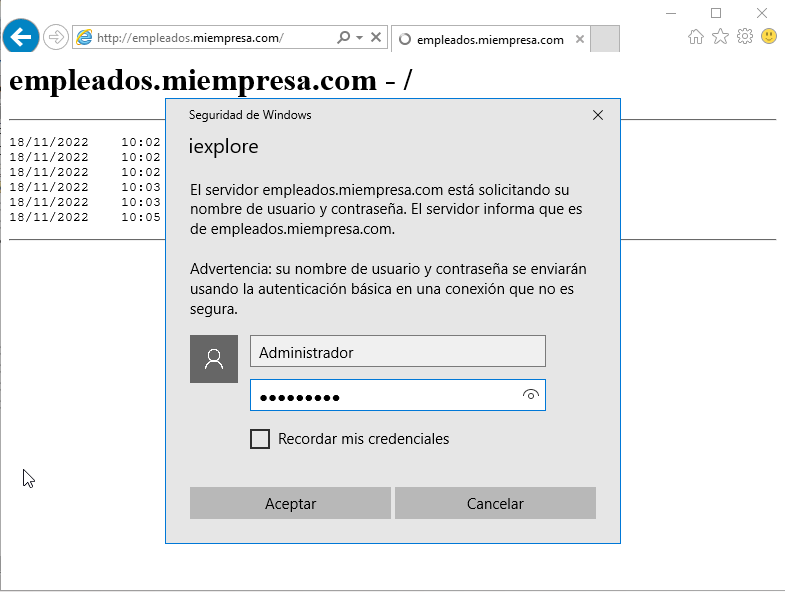 http://empleados.miempresa.com/
empleados.miempresa.com
empleados.miempresa.com - /
18/11/2022 10:02
18/11/2022 10:02
18/11/2022 10:02
18/11/2022 10:03
18/11/2022 10:03
18/11/2022 10:05
Seguridad de Windows
iexplore
El servidor empleados.miempresa.com está solicitando su
nombre de usuario y contraseña. El servidor informa que es
de empleados.miempresa.com.
Advertencia: su nombre de usuario y contraseña se enviarán
usando la autenticación básica en una conexión que no es
segura.
Administrador
Recordar mis credenciales
Aceptar
Cancelar